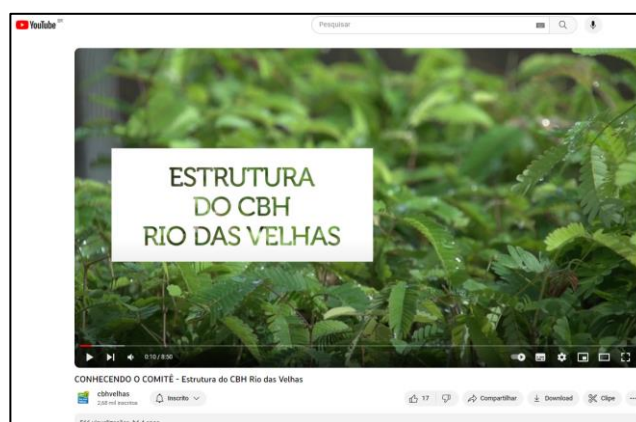 YouTube BR
Pesquisar
ESTRUTURA
DO CBH
RIO DAS VELHAS
0:10 / 8:50
CONHECENDO O COMITÊ - Estrutura do CBH Rio das Velhas
cbhvelhas
Inscrito
17
Compartilhar
Download
Clipe